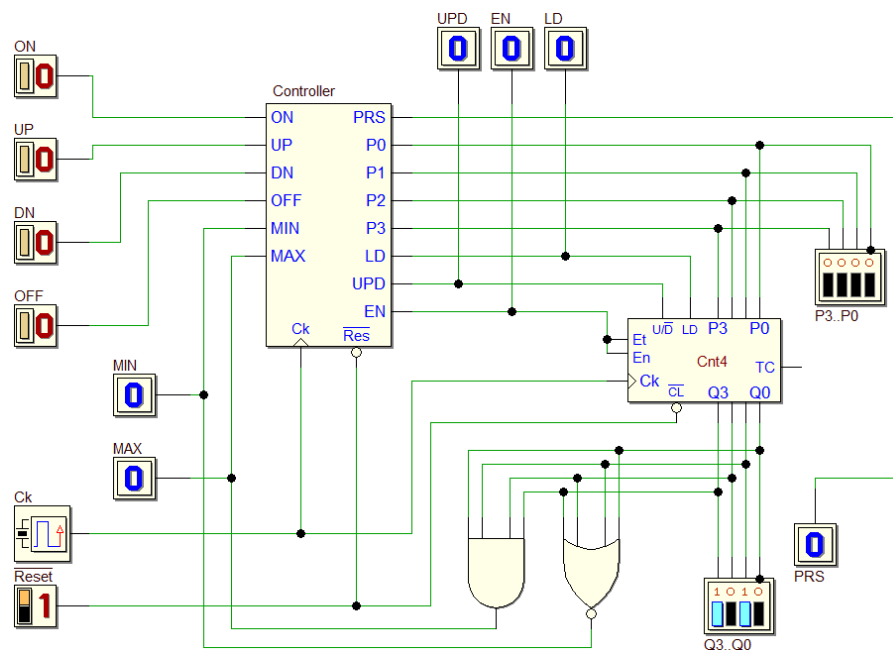 UPD EN LD
0 0 0
ON
0
Controller
ON PRS
UP
0
UP P0
DN P1
OFF P2
MIN P3
MAX LD
UPD
EN
Ck Res
DN
0
OFF
0
P3..P0
U/D LD P3 P0
Et
En
Cnt4
TC
Ck
CL Q3 Q0
MIN
0
MAX
0
Ck
Reset
1
0
PRS
1 0 1 0
Q3..Q0